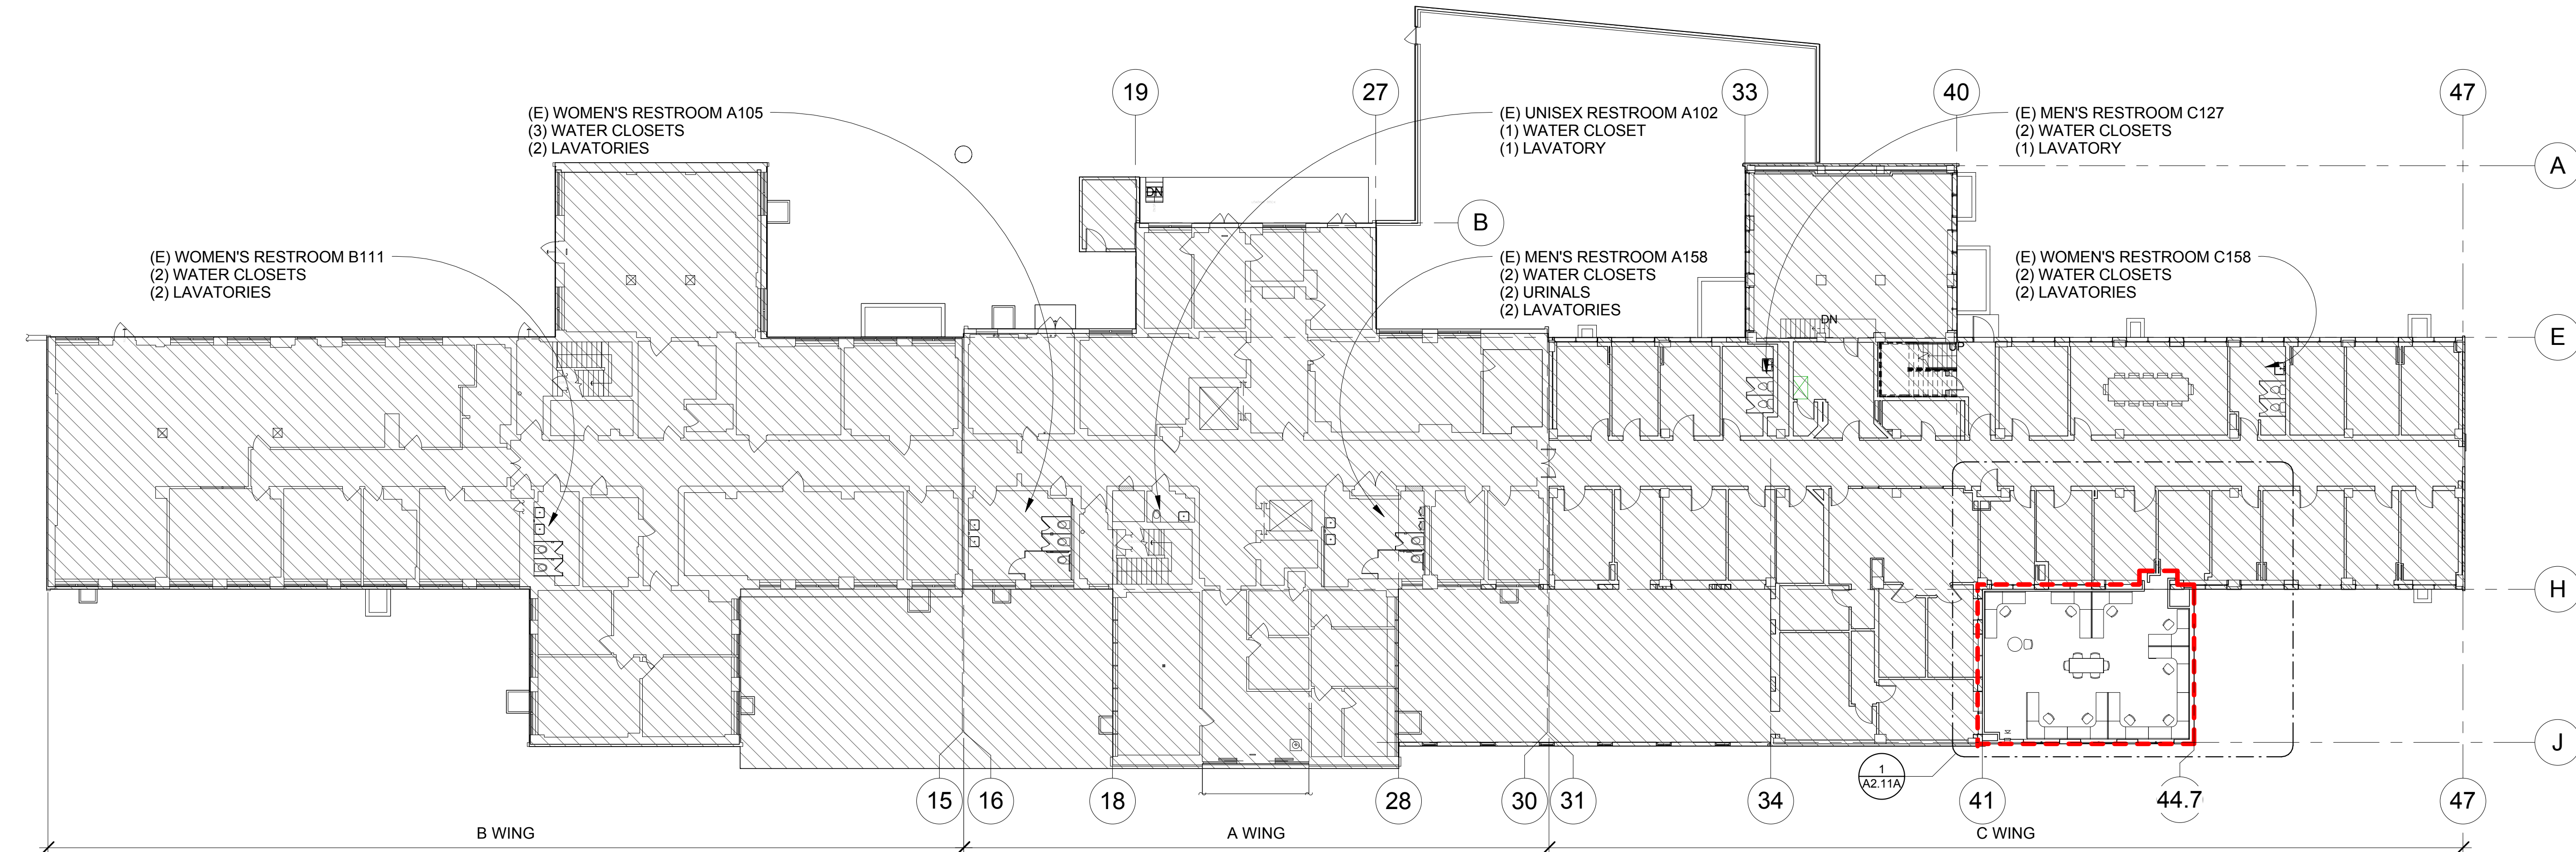 19
27
33
40
47
(E) WOMEN'S RESTROOM A105
(3) WATER CLOSETS
(2) LAVATORIES
(E) UNISEX RESTROOM A102
(1) WATER CLOSET
(1) LAVATORY
(E) MEN'S RESTROOM C127
(2) WATER CLOSETS
(1) LAVATORY
A
DN
B
(E) WOMEN'S RESTROOM B111
(2) WATER CLOSETS
(2) LAVATORIES
(E) MEN'S RESTROOM A158
(2) WATER CLOSETS
(2) URINALS
(2) LAVATORIES
(E) WOMEN'S RESTROOM C158
(2) WATER CLOSETS
(2) LAVATORIES
DN
E
H
J
1
A2.11A
15
16
18
28
30
31
34
41
44.7
47
B WING
A WING
C WING